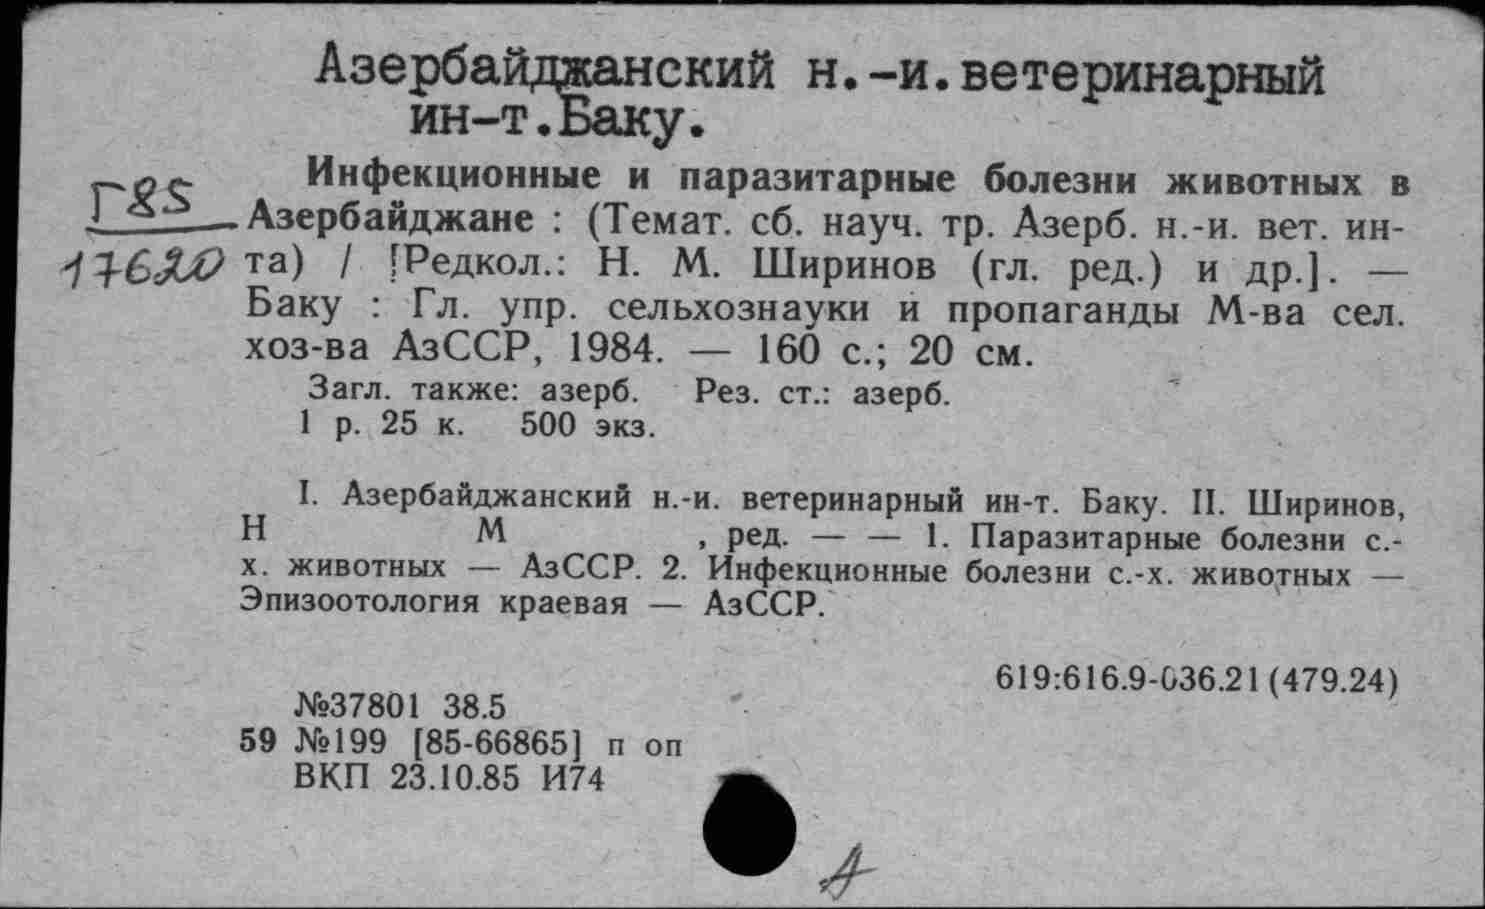 Азербайджанский н.-и.ветеринарный
ин-т.Баку.
Инфекционные и паразитарные болезни животных в
Г85
Азербайджане : (Темат. сб. науч. тр. Азерб. н.-и. вет. ин-
17620
та) / [Редкол.: Н. М. Ширинов (гл. ред.) и др.]. —
Баку : Гл. упр. сельхознауки и пропаганды М-ва сел.
хоз-ва АзССР, 1984. — 160 с.; 20 см.
Загл. также: азерб. Рез. ст.: азерб.
1 р. 25 к. 500 экз.
I. Азербайджанский н.-и. ветеринарный ин-т. Баку. II. Ширинов,
Н М , ред. — — 1. Паразитарные болезни с.-
х. животных — АзССР. 2. Инфекционные болезни с.-х. животных —
Эпизоотология краевая — АзССР.
619:616.9-036.21(479.24)
№37801 38.5
59 №199 [85-66865] п оп
ВКП 23.10.85 И74